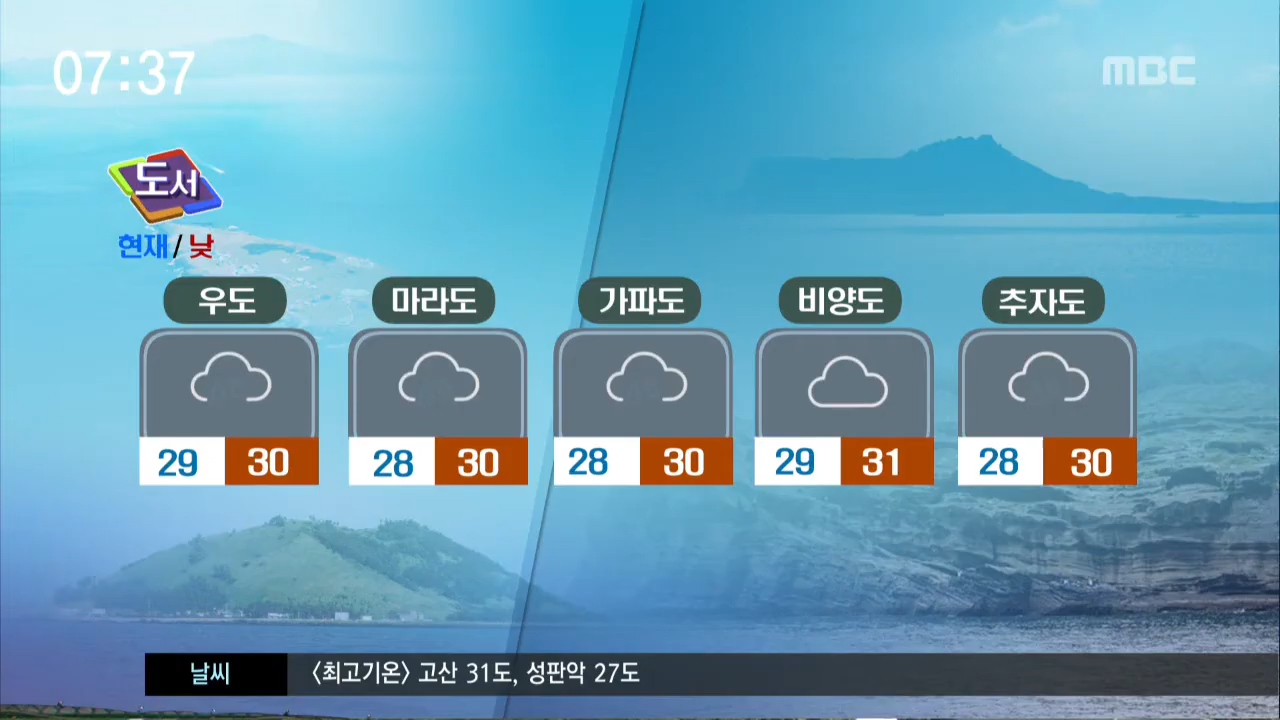 07:37
MBC
도서
현재/낮
우도 마라도 가파도 비양도 추자도
29 30 28 30 28 30 29 31 28 30
날씨 〈최고기온〉 고산 31도, 성판악 27도